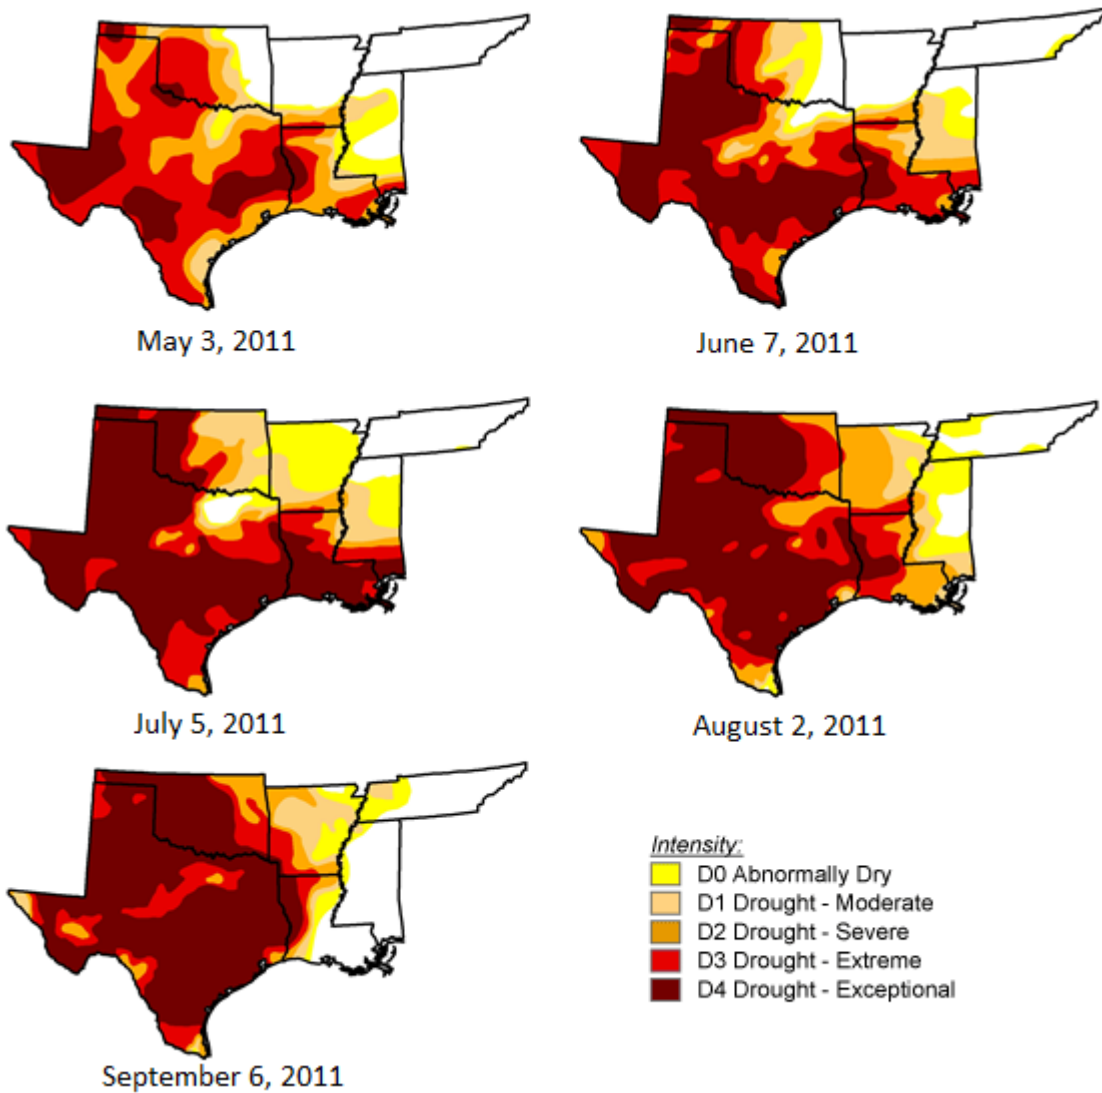 May 3, 2011
June 7, 2011
July 5, 2011
August 2, 2011
September 6, 2011
Intensity:
D0 Abnormally Dry
D1 Drought - Moderate
D2 Drought - Severe
D3 Drought - Extreme
D4 Drought - Exceptional